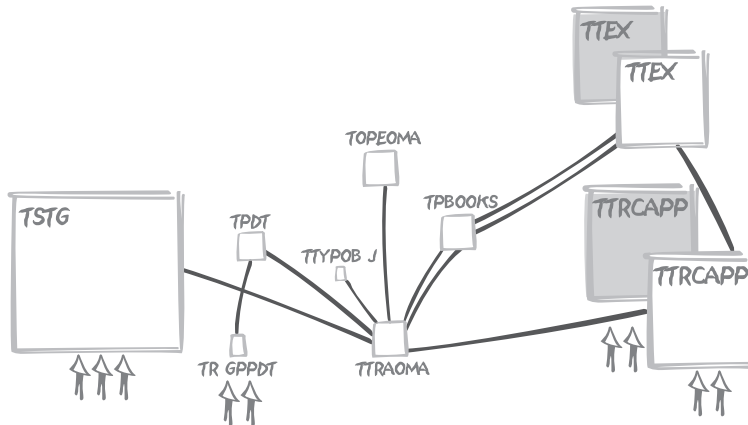 TTEX
TTEX
TOPEOMA
TPBOOKS
TTRCAPP
TSTG
TPDT
TTYPOB J
TTRCAPP
TR GPPDT
TTRAOMA